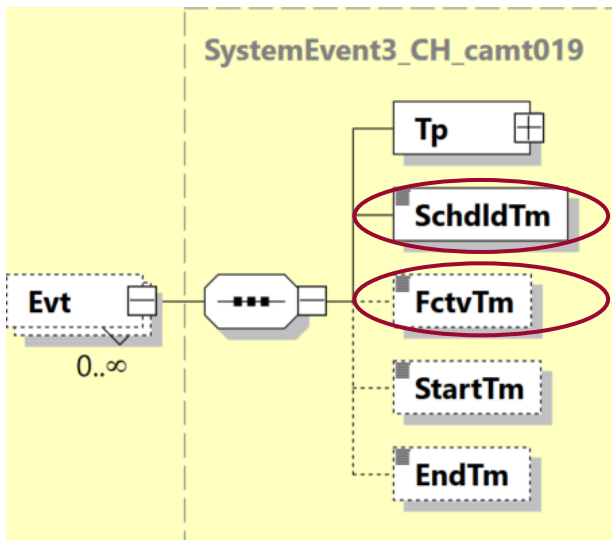 SystemEvent3_CH_camt019
Tp
SchdldTm
FctvTm
Evt
0..∞
StartTm
EndTm